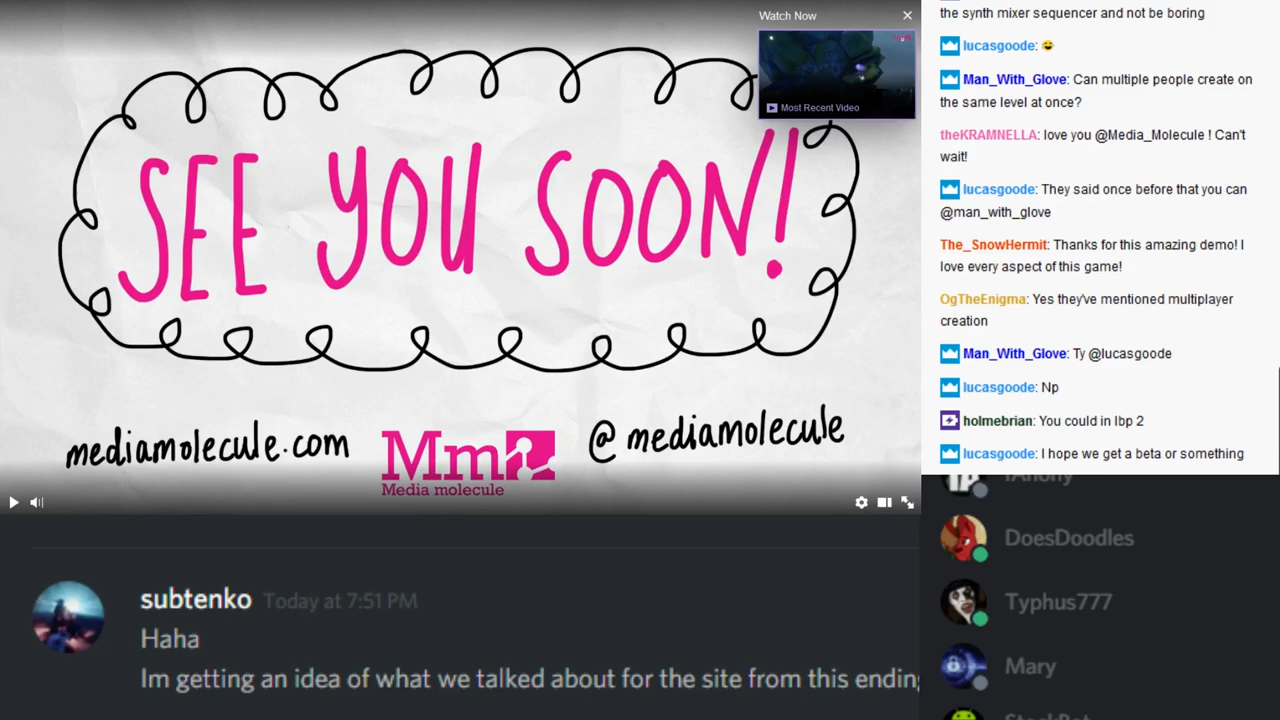 Watch Now
Most Recent Video
SEE YOU SOON!
mediamolecule.com
Mm
Media molecule
@mediamolecule
the synth mixer sequencer and not be boring
lucasgoode:
Man_With_Glove: Can multiple people create on
the same level at once?
theKRAMNELLA: love you @Media_Molecule ! Can't
wait!
lucasgoode: They said once before that you can
@man_with_glove
The_SnowHermit: Thanks for this amazing demo! I
love every aspect of this game!
OgTheEnigma: Yes they've mentioned multiplayer
creation
Man_With_Glove: Ty @lucasgoode
lucasgoode: Np
holmebrian: You could in lbp 2
lucasgoode: I hope we get a beta or something
DoesDoodles
Typhus777
Mary
subtenko Today at 7:51 PM
Haha
Im getting an idea of what we talked about for the site from this ending